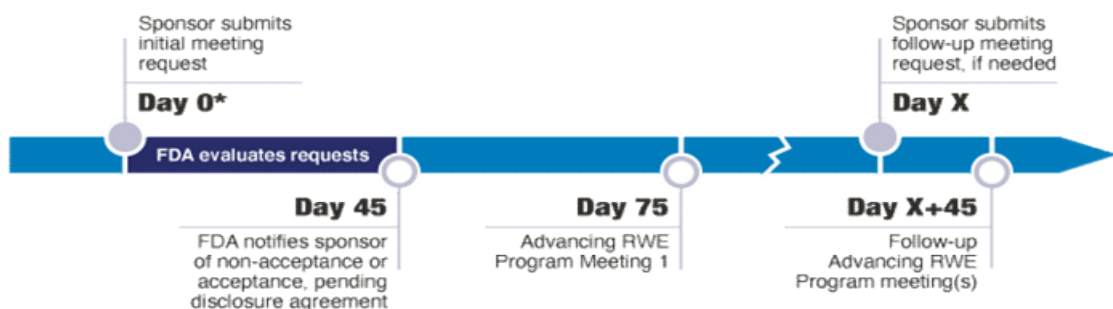 Sponsor submits
initial meeting
request
Day 0*
Sponsor submits
follow-up meeting
request, if needed
Day X
FDA evaluates requests
Day 45
FDA notifies sponsor
of non-acceptance or
acceptance, pending
disclosure agreement
Day 75
Advancing RWE
Program Meeting 1
Day X+45
Follow-up
Advancing RWE
Program meeting(s)